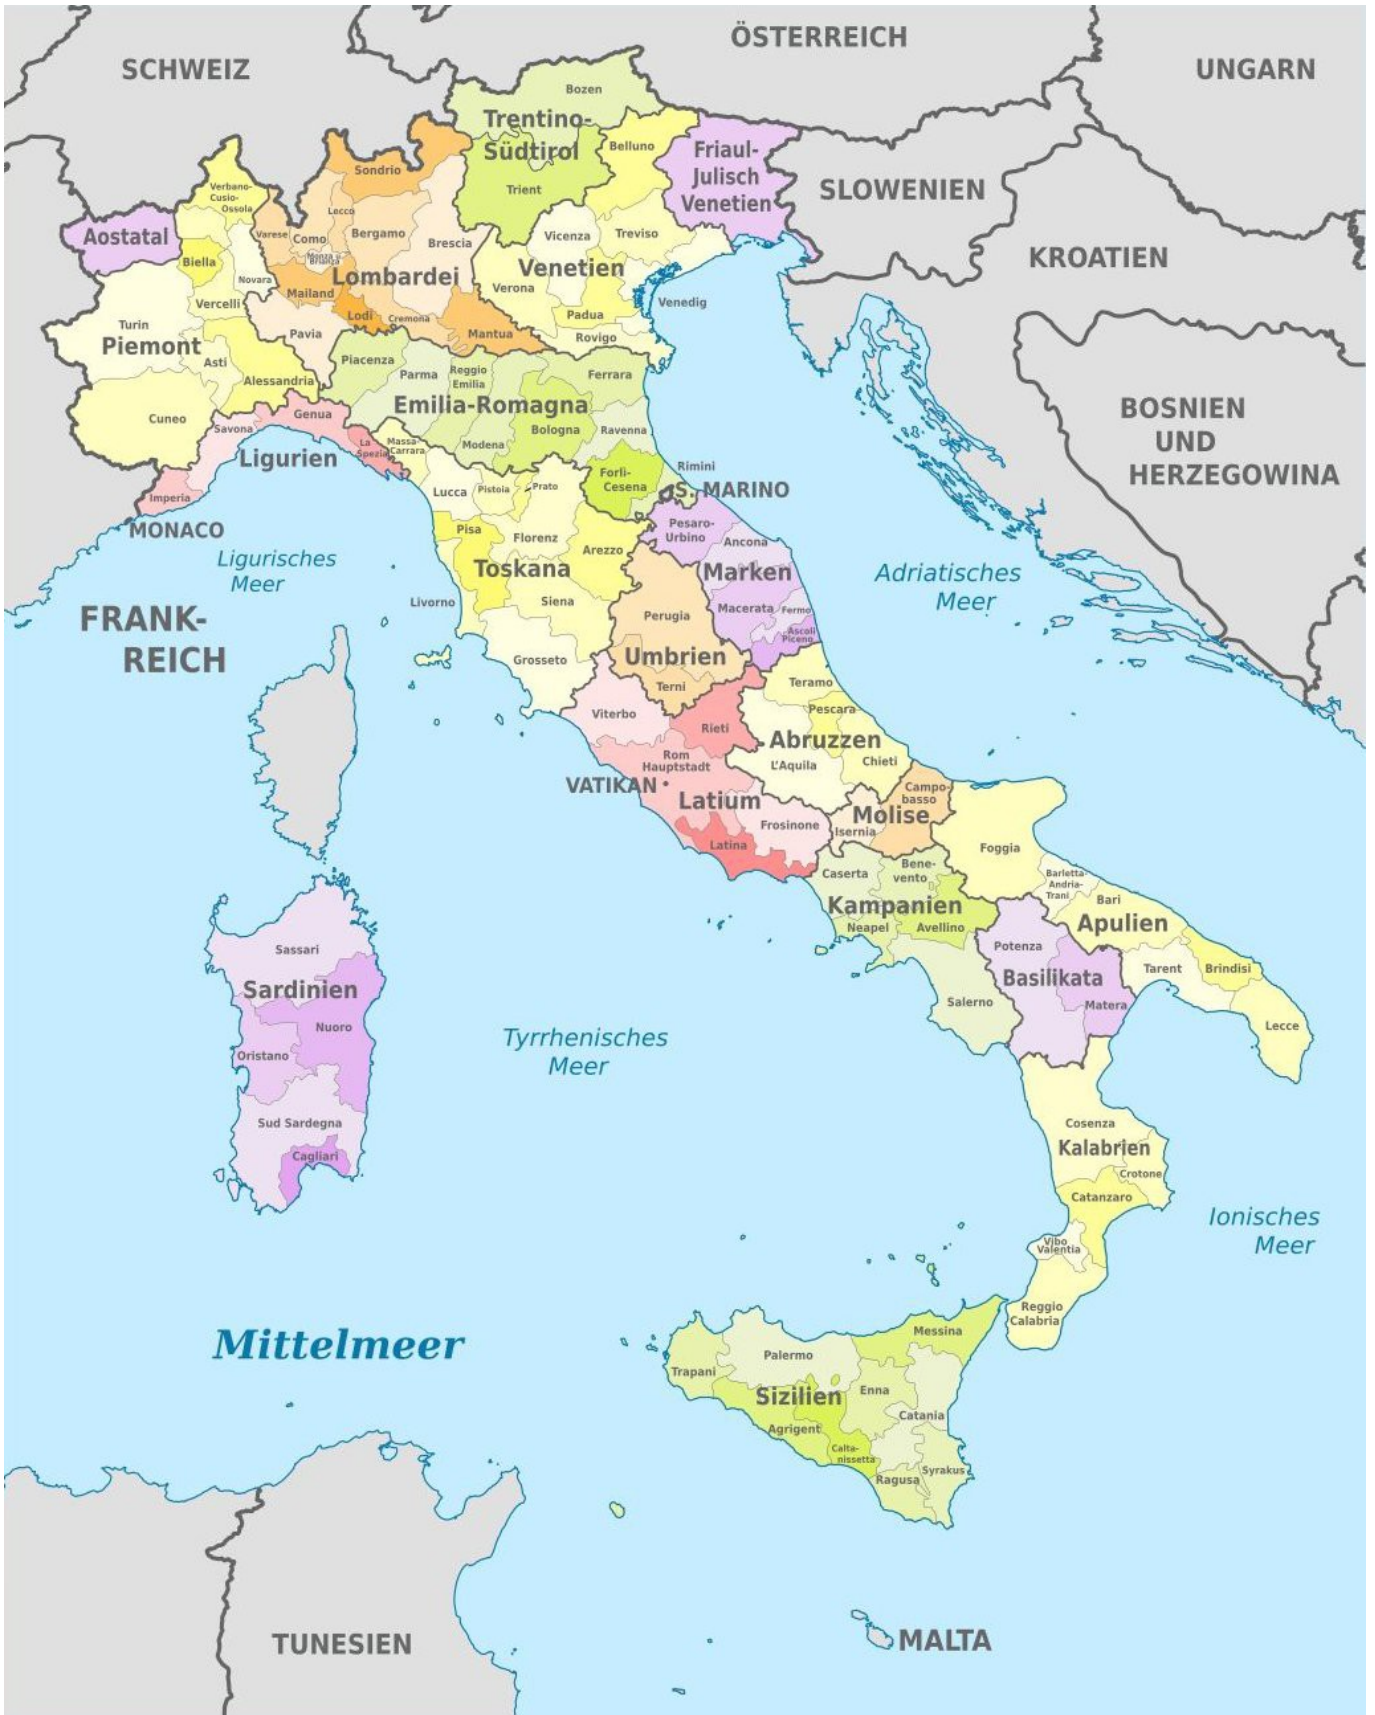 ÖSTERREICH
SCHWEIZ
UNGARN
Bozen
Trentino-
Südtirol
Trient
Belluno
Friaul-
Julisch
Venetien
SLOWENIEN
KROATIEN
Sondrio
Verbano-
Cusio-
Ossola
Lecco
Varese
Como
Bergamo
Brescia
Monza e
Brianza
Aostatal
Biella
Novara
Vercelli
Lombardei
Mailand
Lodi
Cremona
Mantua
Pavia
Vicenza
Treviso
Venetien
Verona
Padua
Venedig
Rovigo
Turin
Piemont
Asti
Alessandria
Cuneo
Piacenza
Parma
Reggio
Emilia
Ferrara
Emilia-Romagna
Modena
Bologna
Ravenna
Forlì-
Cesena
Rimini
S. MARINO
BOSNIEN
UND
HERZEGOWINA
Genua
Savona
La
Spezia
Ligurien
Imperia
MONACO
Ligurisches
Meer
FRANK-
REICH
Massa-
Carrara
Lucca
Pistoia
Prato
Pisa
Florenz
Arezzo
Toskana
Livorno
Siena
Grosseto
Pesaro-
Urbino
Ancona
Marken
Macerata
Fermo
Ascoli
Piceno
Adriatisches
Meer
Perugia
Umbrien
Terni
Viterbo
Rieti
Rom
Hauptstadt
VATIKAN
Latium
Frosinone
Latina
Teramo
Pescara
Abruzzen
L'Aquila
Chieti
Campo-
basso
Molise
Isernia
Foggia
Barletta-
Andria-
Trani
Bari
Apulien
Tarent
Brindisi
Lecce
Caserta
Bene-
vento
Kampanien
Neapel
Avellino
Salerno
Potenza
Basilikata
Matera
Sassari
Sardinien
Nuoro
Oristano
Sud Sardegna
Cagliari
Tyrrhenisches
Meer
Cosenza
Kalabrien
Crotone
Catanzaro
Vibo
Valentia
Reggio
Calabria
Ionisches
Meer
Mittelmeer
Messina
Palermo
Trapani
Sizilien
Enna
Catania
Agrigent
Calta-
nissetta
Syrakus
Ragusa
TUNESIEN
MALTA